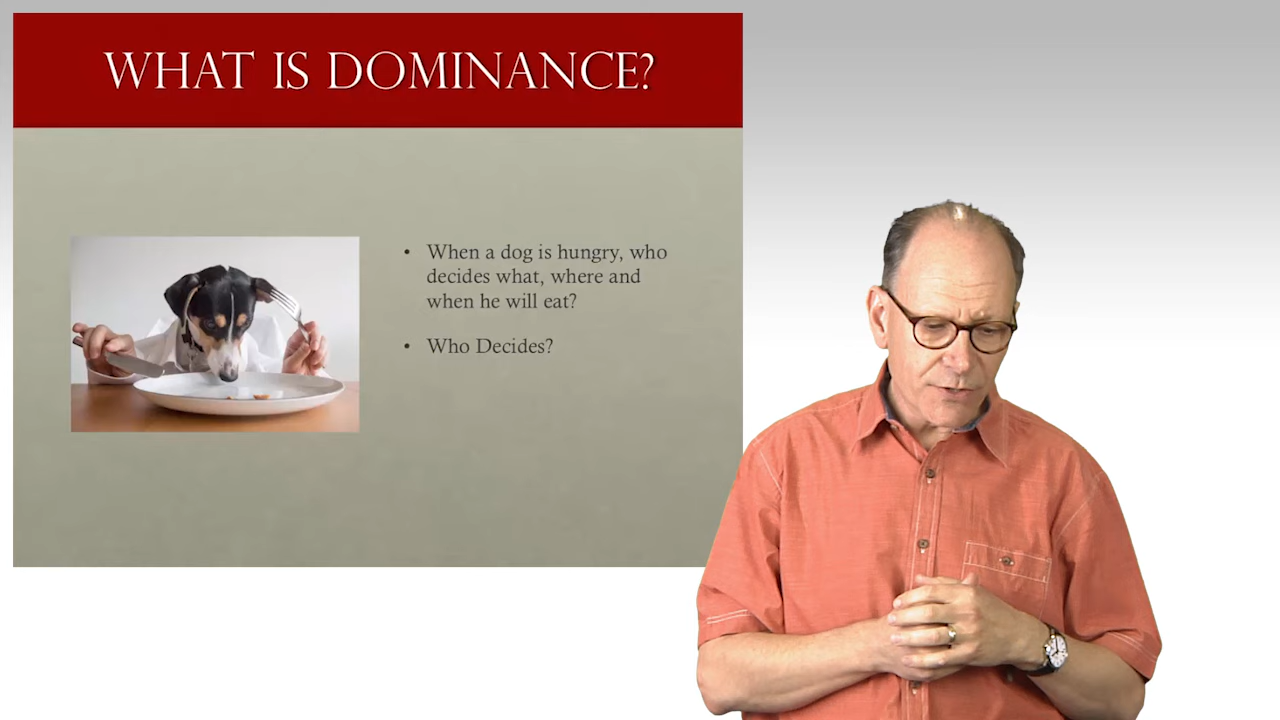 WHAT IS DOMINANCE?
• When a dog is hungry, who
decides what, where and
when he will eat?
• Who Decides?